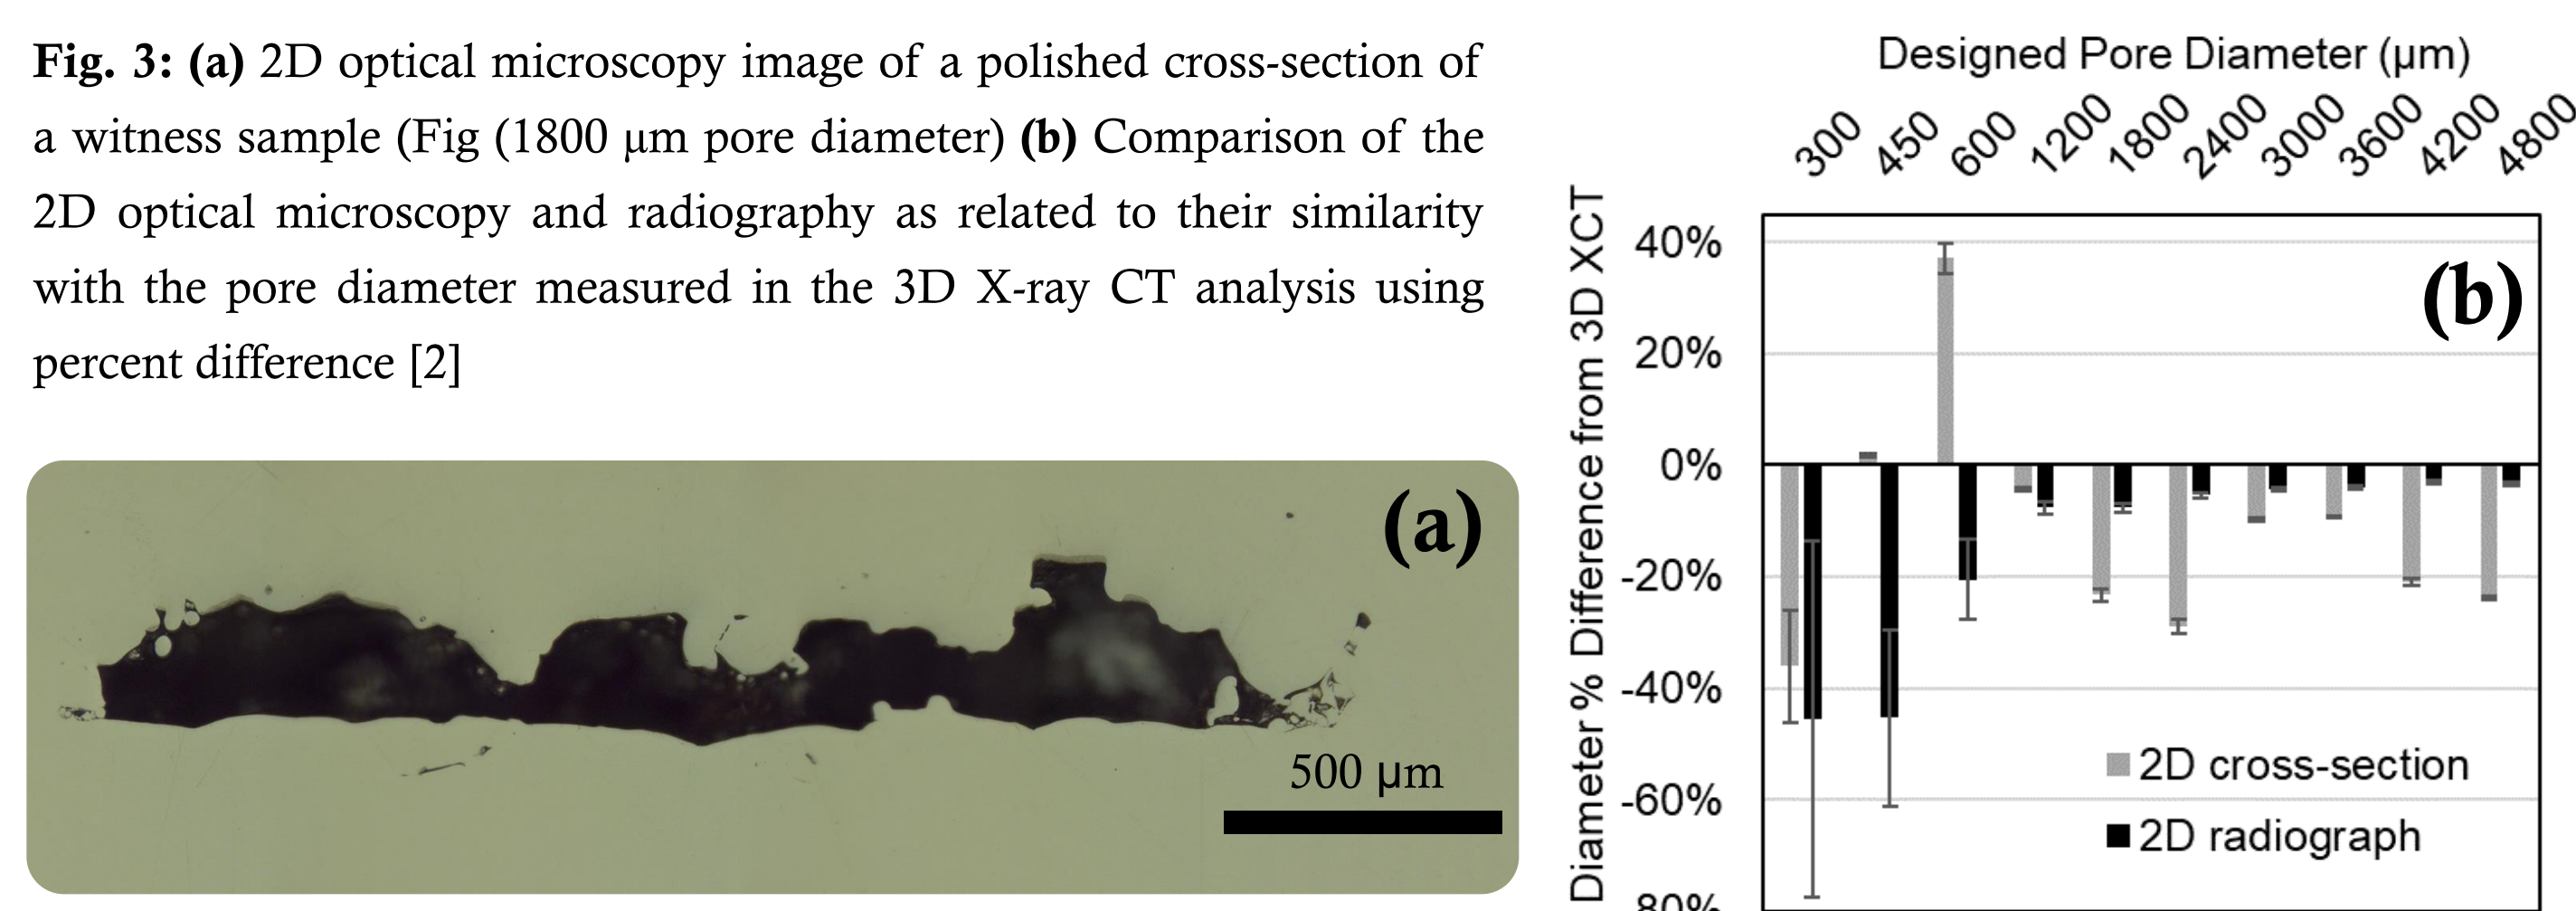 Fig. 3: (a) 2D optical microscopy image of a polished cross-section of
a witness sample (Fig (1800 µm pore diameter) (b) Comparison of the
2D optical microscopy and radiography as related to their similarity
with the pore diameter measured in the 3D X-ray CT analysis using
percent difference [2]
(a)
500 µm
Designed Pore Diameter (µm)
300 450 600 1200 1800 2400 3000 3600 4200 4800
Diameter % Difference from 3D XCT
40%
20%
0%
-20%
-40%
-60%
80%
(b)
2D cross-section
2D radiograph